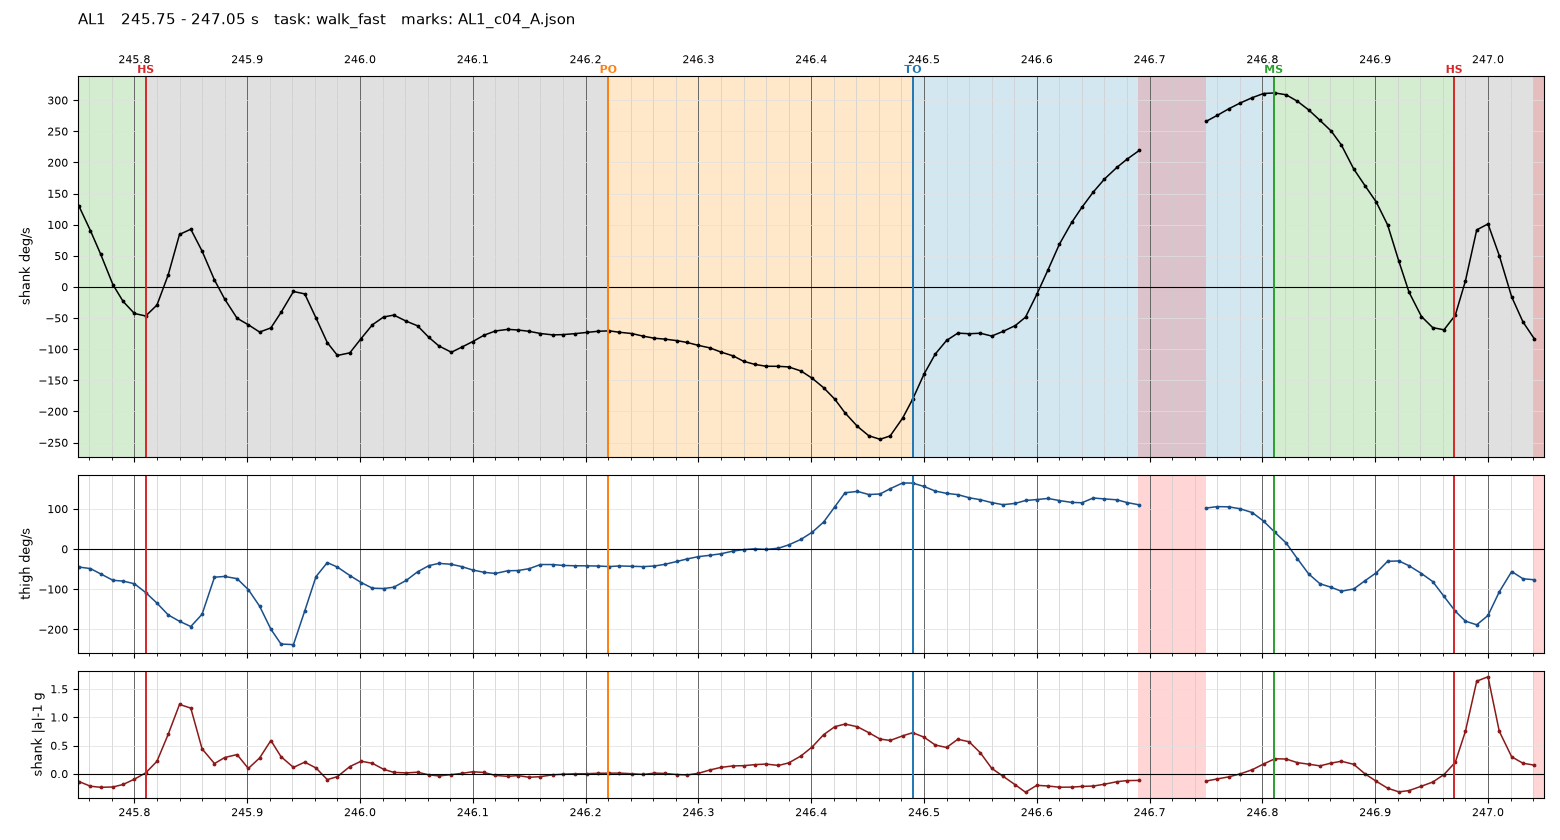 AL1   245.75 - 247.05 s   task: walk_fast   marks: AL1_c04_A.json
245.8 245.9 246.0 246.1 246.2 246.3 246.4 246.5 246.6 246.7 246.8 246.9 247.0
HS PO TO MS HS
300
250
200
150
100
50
0
−50
−100
−150
−200
−250
shank deg/s
100
0
−100
−200
thigh deg/s
1.5
1.0
0.5
0.0
shank |a|-1 g
245.8 245.9 246.0 246.1 246.2 246.3 246.4 246.5 246.6 246.7 246.8 246.9 247.0